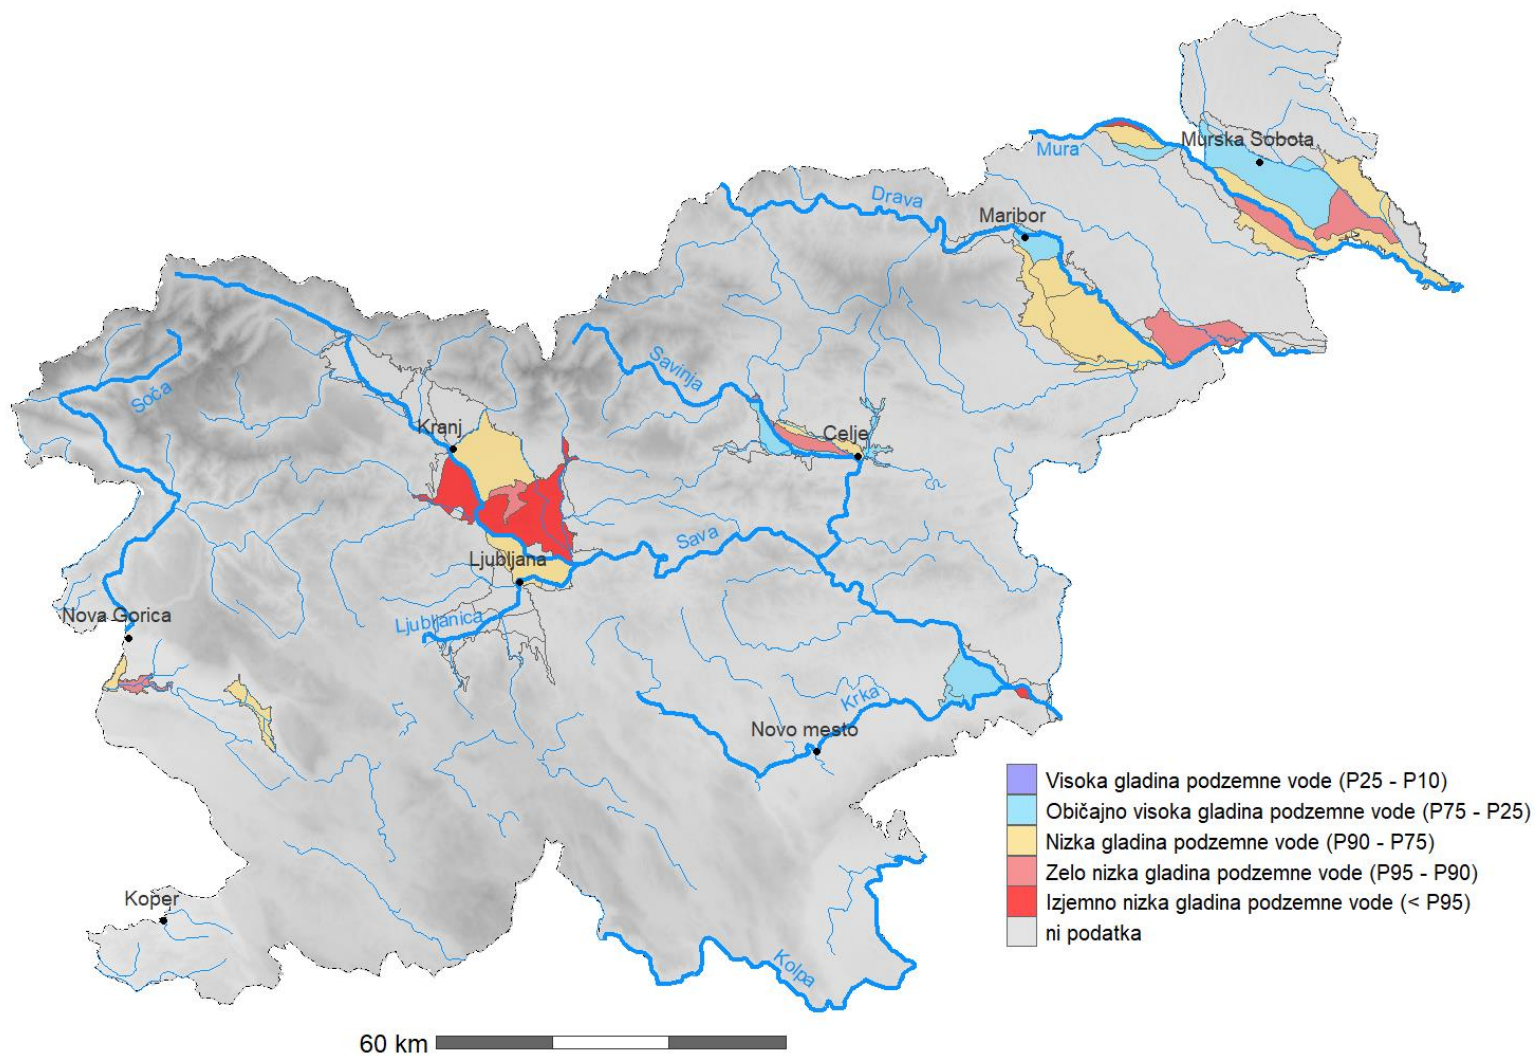 Mura
Murska Sobota
Drava
Maribor
Soča
Savinja
Kranj
Celje
Sava
Ljubljana
Nova Gorica
Ljubljanica
Krka
Novo mesto
Koper
Kolpa
Visoka gladina podzemne vode (P25 - P10)
Običajno visoka gladina podzemne vode (P75 - P25)
Nizka gladina podzemne vode (P90 - P75)
Zelo nizka gladina podzemne vode (P95 - P90)
Izjemno nizka gladina podzemne vode (< P95)
ni podatka
60 km